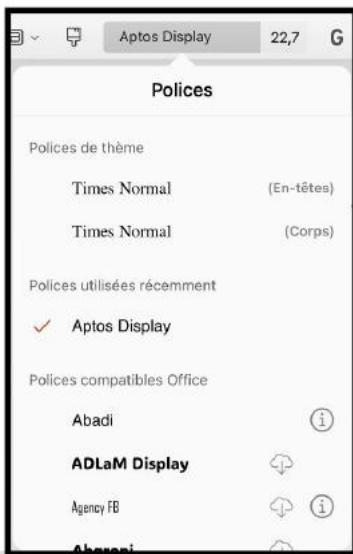 Aptos Display 22,7 G
Polices
Polices de thème
Times Normal (En-têtes)
Times Normal (Corps)
Polices utilisées récemment
Aptos Display
Polices compatibles Office
Abadi
ADLaM Display
Agency FB
Aharoni